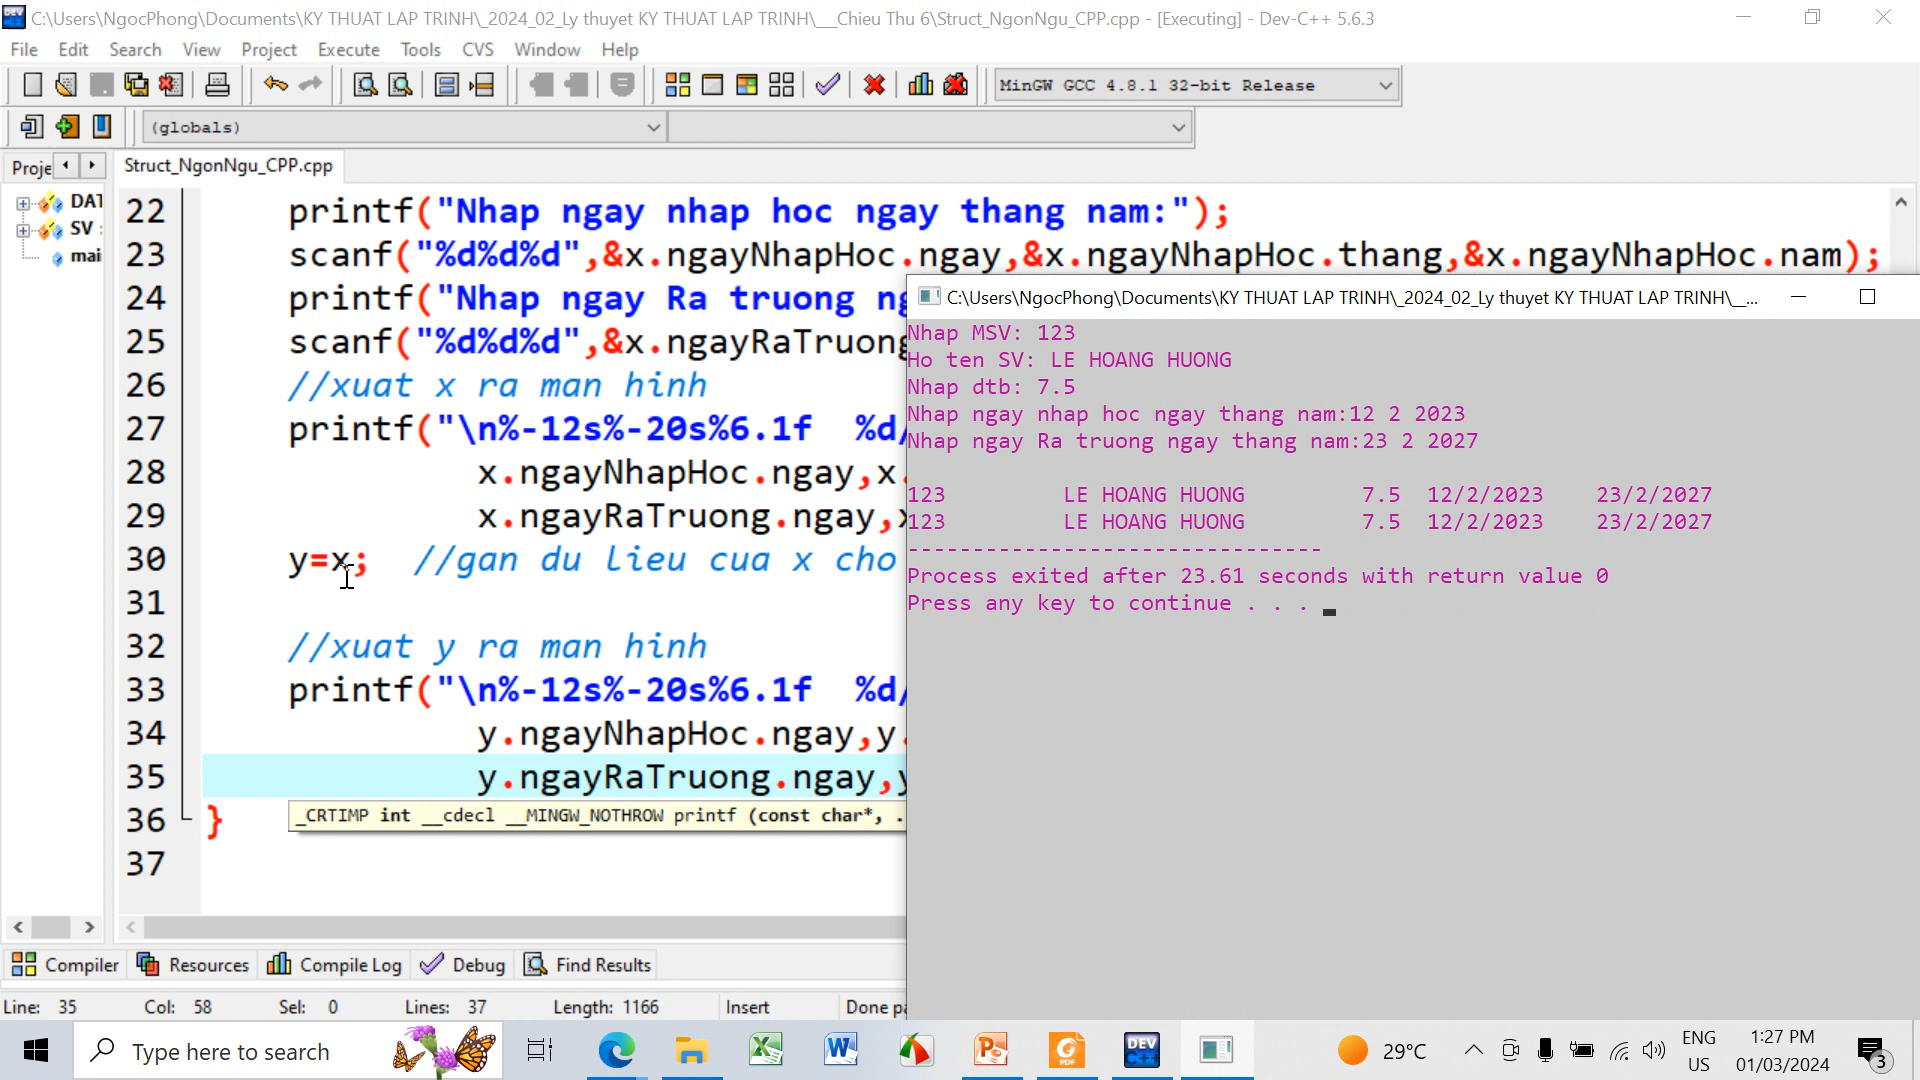 C:\Users\NgocPhong\Documents\KY THUAT LAP TRINH\_2024_02_Ly thuyet KY THUAT LAP TRINH\___Chieu Thu 6\Struct_NgonNgu_CPP.cpp - [Executing] - Dev-C++ 5.6.3
File Edit Search View Project Execute Tools CVS Window Help
MinGW GCC 4.8.1 32-bit Release
(globals)
Proje Struct_NgonNgu_CPP.cpp
DAT
SV :
mai
22 printf("Nhap ngay nhap hoc ngay thang nam:");
23 scanf("%d%d%d",&x.ngayNhapHoc.ngay,&x.ngayNhapHoc.thang,&x.ngayNhapHoc.nam);
24 printf("Nhap ngay Ra truong ng
25 scanf("%d%d%d",&x.ngayRaTruong
26 //xuat x ra man hinh
27 printf("\n%-12s%-20s%6.1f  %d/
28 x.ngayNhapHoc.ngay,x.
29 x.ngayRaTruong.ngay,x
30 y=x; //gan du lieu cua x cho
31
32 //xuat y ra man hinh
33 printf("\n%-12s%-20s%6.1f  %d/
34 y.ngayNhapHoc.ngay,y.
35 y.ngayRaTruong.ngay,y
36 }
_CRTIMP int __cdecl __MINGW_NOTHROW printf (const char*, .
37
C:\Users\NgocPhong\Documents\KY THUAT LAP TRINH\_2024_02_Ly thuyet KY THUAT LAP TRINH\__...
Nhap MSV: 123
Ho ten SV: LE HOANG HUONG
Nhap dtb: 7.5
Nhap ngay nhap hoc ngay thang nam:12 2 2023
Nhap ngay Ra truong ngay thang nam:23 2 2027
123 LE HOANG HUONG 7.5 12/2/2023 23/2/2027
123 LE HOANG HUONG 7.5 12/2/2023 23/2/2027
--------------------------------
Process exited after 23.61 seconds with return value 0
Press any key to continue . . .
Compiler Resources Compile Log Debug Find Results
Line: 35 Col: 58 Sel: 0 Lines: 37 Length: 1166 Insert Done pa
Type here to search
DEV
29°C
ENG
US
1:27 PM
01/03/2024
3